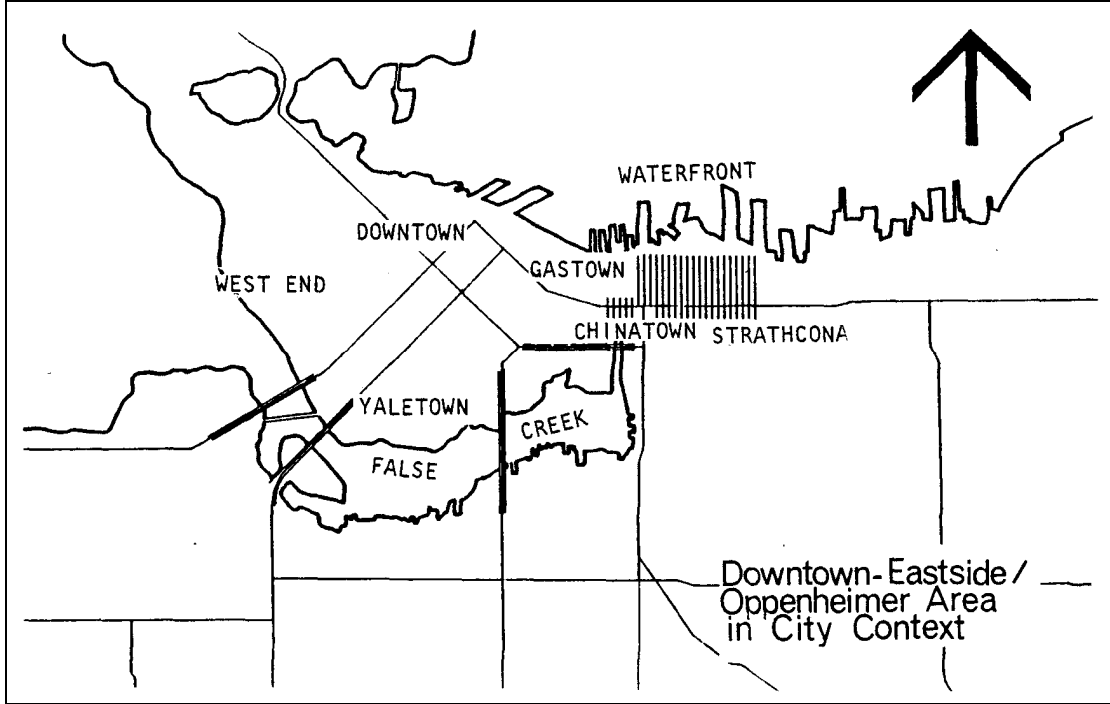 WATERFRONT
DOWNTOWN
GASTOWN
WEST END
CHINATOWN STRATHCONA
YALETOWN
CREEK
FALSE
Downtown-Eastside/
Oppenheimer Area
in City Context